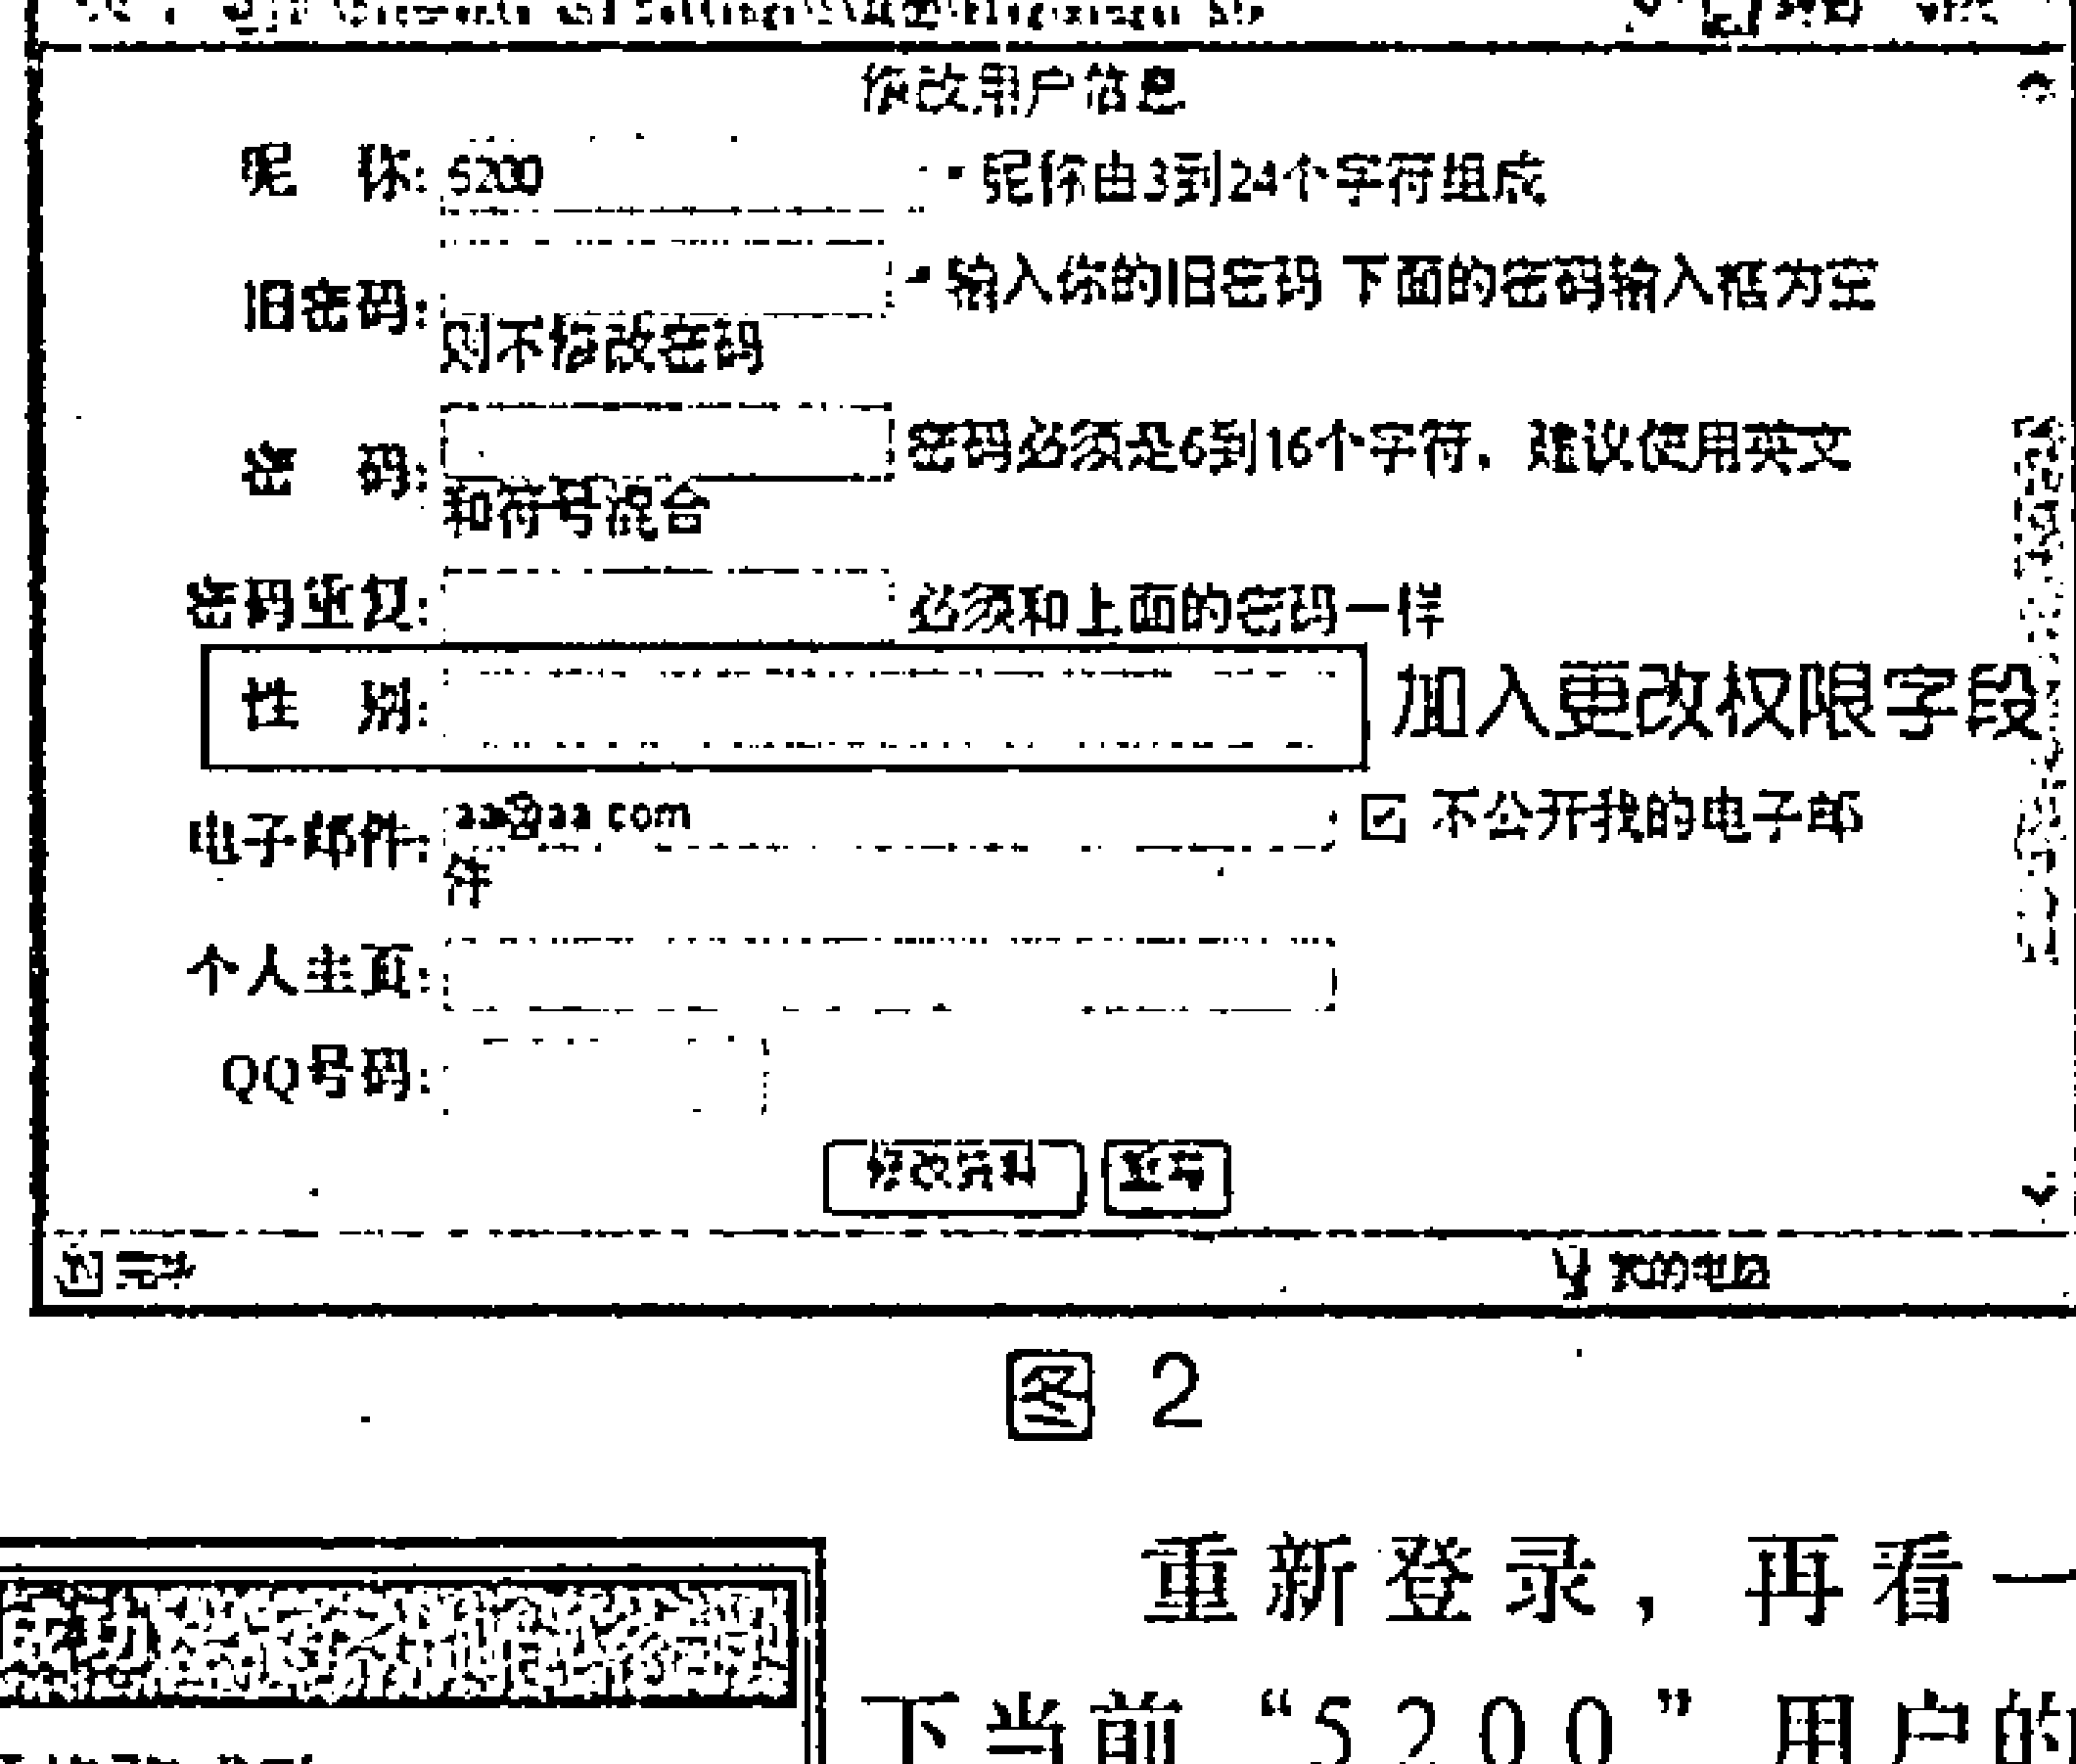 修改用户信息
昵 称: 5200 * 昵称由3到24个字符组成
旧密码: * 输入你的旧密码 下面的密码输入框为空
则不修改密码
密 码: 密码必须是6到16个字符, 建议使用英文
和符号混合
密码重复: 必须和上面的密码一样
性 别: 加入更改权限字段
电子邮件: aa@aa.com 不公开我的电子邮
件
个人主页:
QQ号码:
修改资料 重写
我的电脑
图 2
重新登录，再看一
下当前“5200”用户的